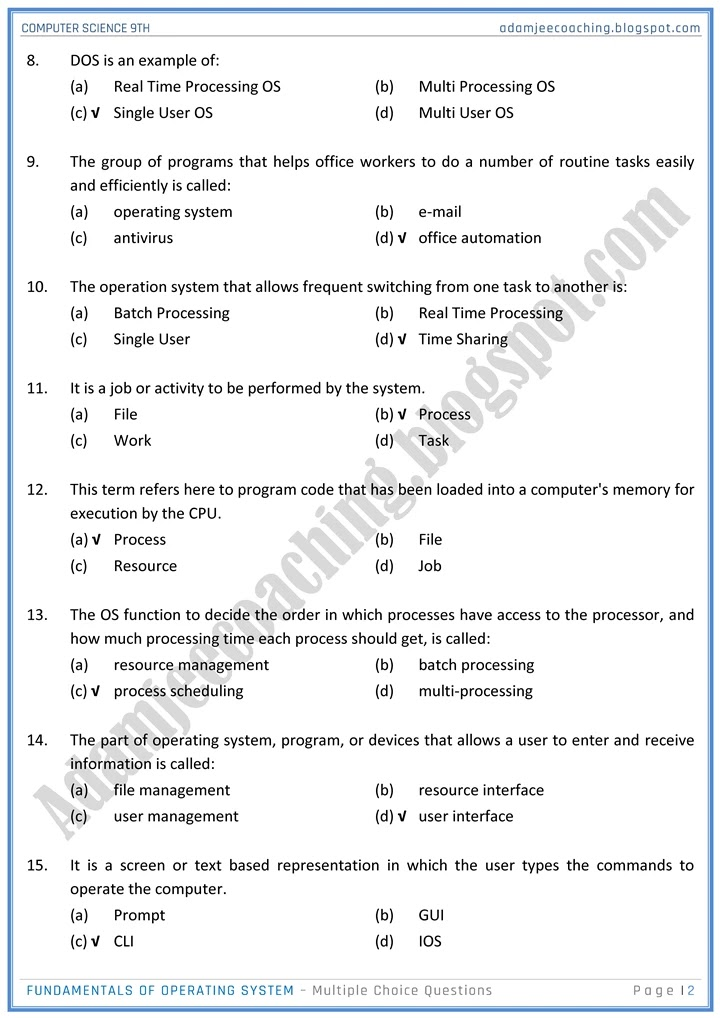 COMPUTER SCIENCE 9TH adamjeecoaching.blogspot.com
8. DOS is an example of:
(a) Real Time Processing OS (b) Multi Processing OS
(c) √ Single User OS (d) Multi User OS
9. The group of programs that helps office workers to do a number of routine tasks easily
and efficiently is called:
(a) operating system (b) e-mail
(c) antivirus (d) √ office automation
10. The operation system that allows frequent switching from one task to another is:
(a) Batch Processing (b) Real Time Processing
(c) Single User (d) √ Time Sharing
11. It is a job or activity to be performed by the system.
(a) File (b) √ Process
(c) Work (d) Task
12. This term refers here to program code that has been loaded into a computer's memory for
execution by the CPU.
(a) √ Process (b) File
(c) Resource (d) Job
13. The OS function to decide the order in which processes have access to the processor, and
how much processing time each process should get, is called:
(a) resource management (b) batch processing
(c) √ process scheduling (d) multi-processing
14. The part of operating system, program, or devices that allows a user to enter and receive
information is called:
(a) file management (b) resource interface
(c) user management (d) √ user interface
15. It is a screen or text based representation in which the user types the commands to
operate the computer.
(a) Prompt (b) GUI
(c) √ CLI (d) IOS
Adamjeecoaching.blogspot.com
FUNDAMENTALS OF OPERATING SYSTEM – Multiple Choice Questions Page | 2